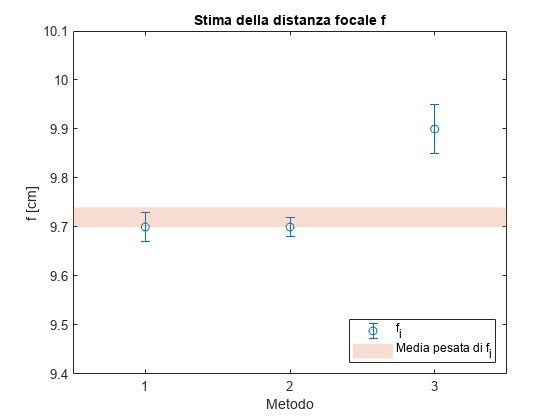 Stima della distanza focale f
10.1
10
9.9
9.8
9.7
9.6
9.5
9.4
f [cm]
1 2 3
Metodo
f_i
Media pesata di f_i